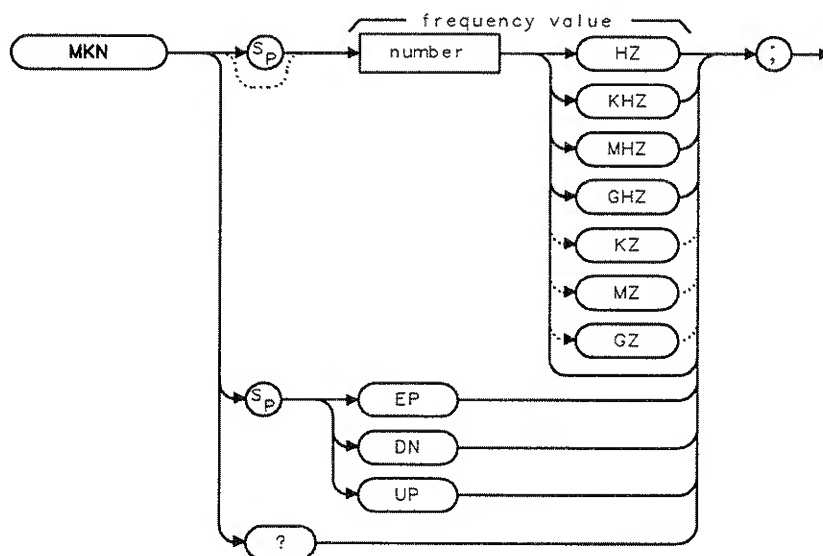 frequency value
MKN
SP
number
HZ
;
KHZ
MHZ
GHZ
KZ
MZ
GZ
SP
EP
DN
UP
?